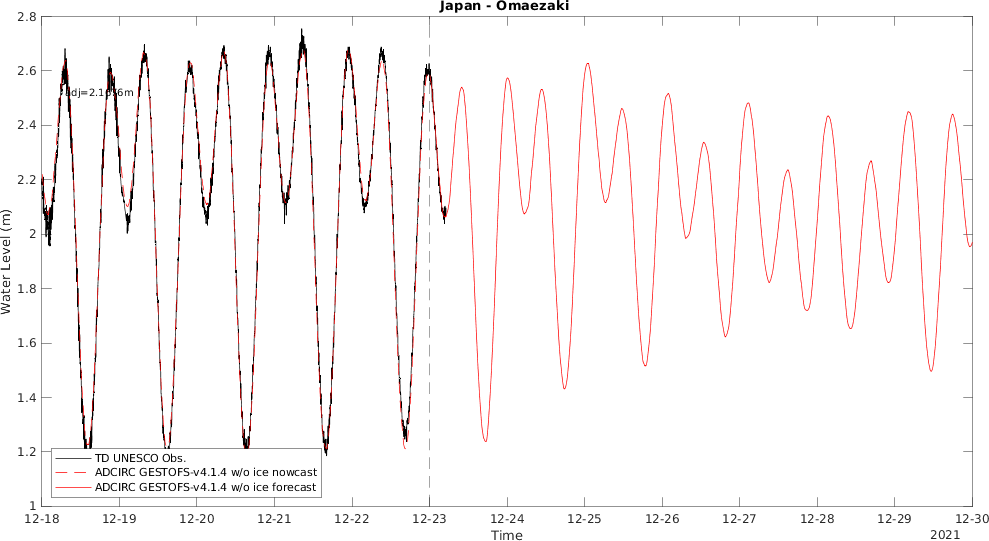 Japan - Omaezaki
2.8
2.6
2.4
2.2
2
1.8
1.6
1.4
1.2
1
Water Level (m)
TD UNESCO Obs.
ADCIRC GESTOFS-v4.1.4 w/o ice nowcast
ADCIRC GESTOFS-v4.1.4 w/o ice forecast
12-18 12-19 12-20 12-21 12-22 12-23 12-24 12-25 12-26 12-27 12-28 12-29 12-30
Time
2021